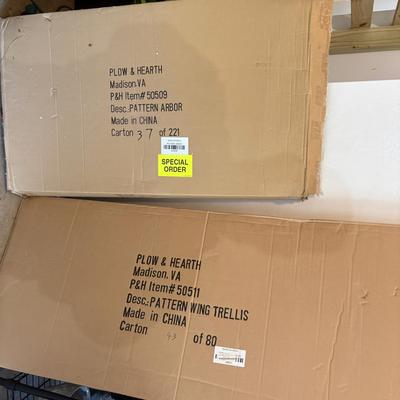 PLOW & HEARTH
Madison.VA
P&H Item# 50509
Desc.:PATTERN ARBOR
Made in CHINA
Carton 37 of 221
SPECIAL
ORDER
PLOW & HEARTH
Madison. VA
P&H Item# 50511
Desc.: PATTERN WING TRELLIS
Made in CHINA
Carton 43 of 80